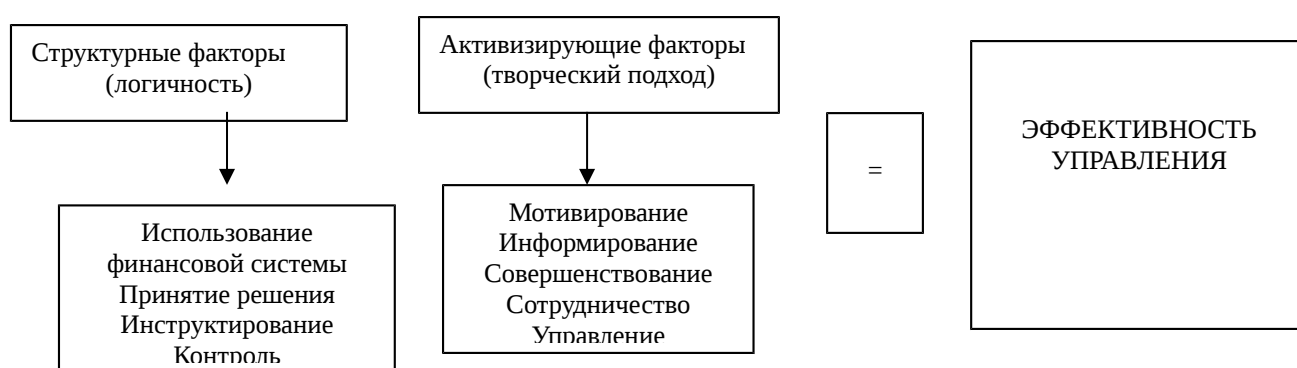 Структурные факторы
(логичность)
Активизирующие факторы
(творческий подход)
Использование
финансовой системы
Принятие решения
Инструктирование
Контроль
Мотивирование
Информирование
Совершенствование
Сотрудничество
Управление
=
ЭФФЕКТИВНОСТЬ
УПРАВЛЕНИЯ